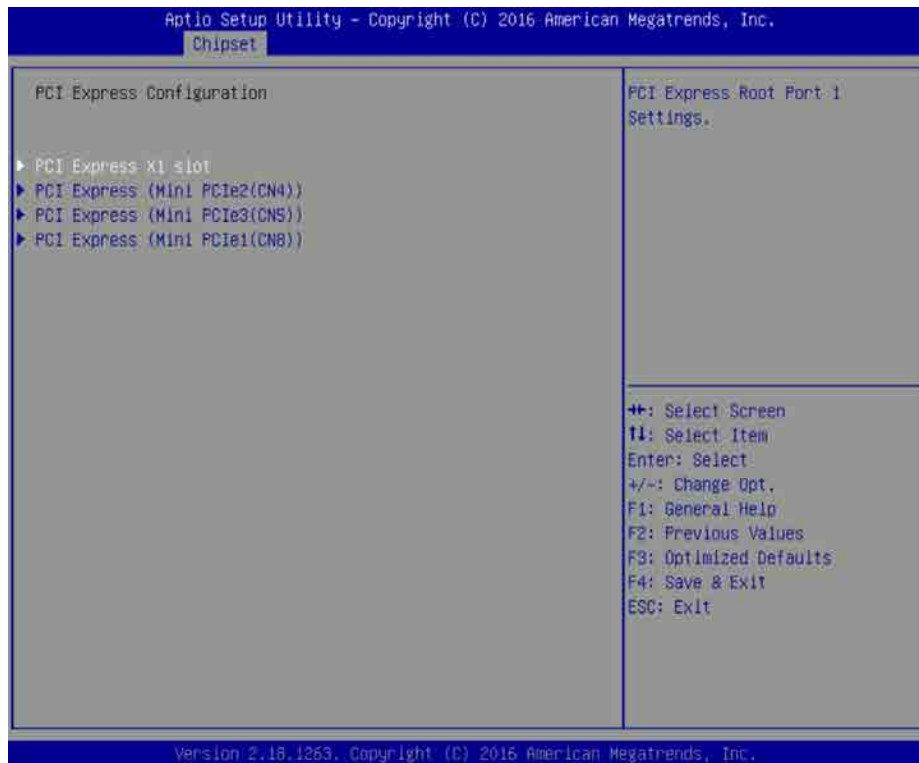 Aptio Setup Utility – Copyright (C) 2016 American Megatrends, Inc.
Chipset
PCI Express Configuration
▶ PCI Express X1 slot
▶ PCI Express (Mini PCIe2(CN4))
▶ PCI Express (Mini PCIe3(CN5))
▶ PCI Express (Mini PCIe1(CN8))
PCI Express Root Port 1
Settings.
→←: Select Screen
↑↓: Select Item
Enter: Select
+/-: Change Opt.
F1: General Help
F2: Previous Values
F3: Optimized Defaults
F4: Save & Exit
ESC: Exit
Version 2.18.1263. Copyright (C) 2016 American Megatrends, Inc.